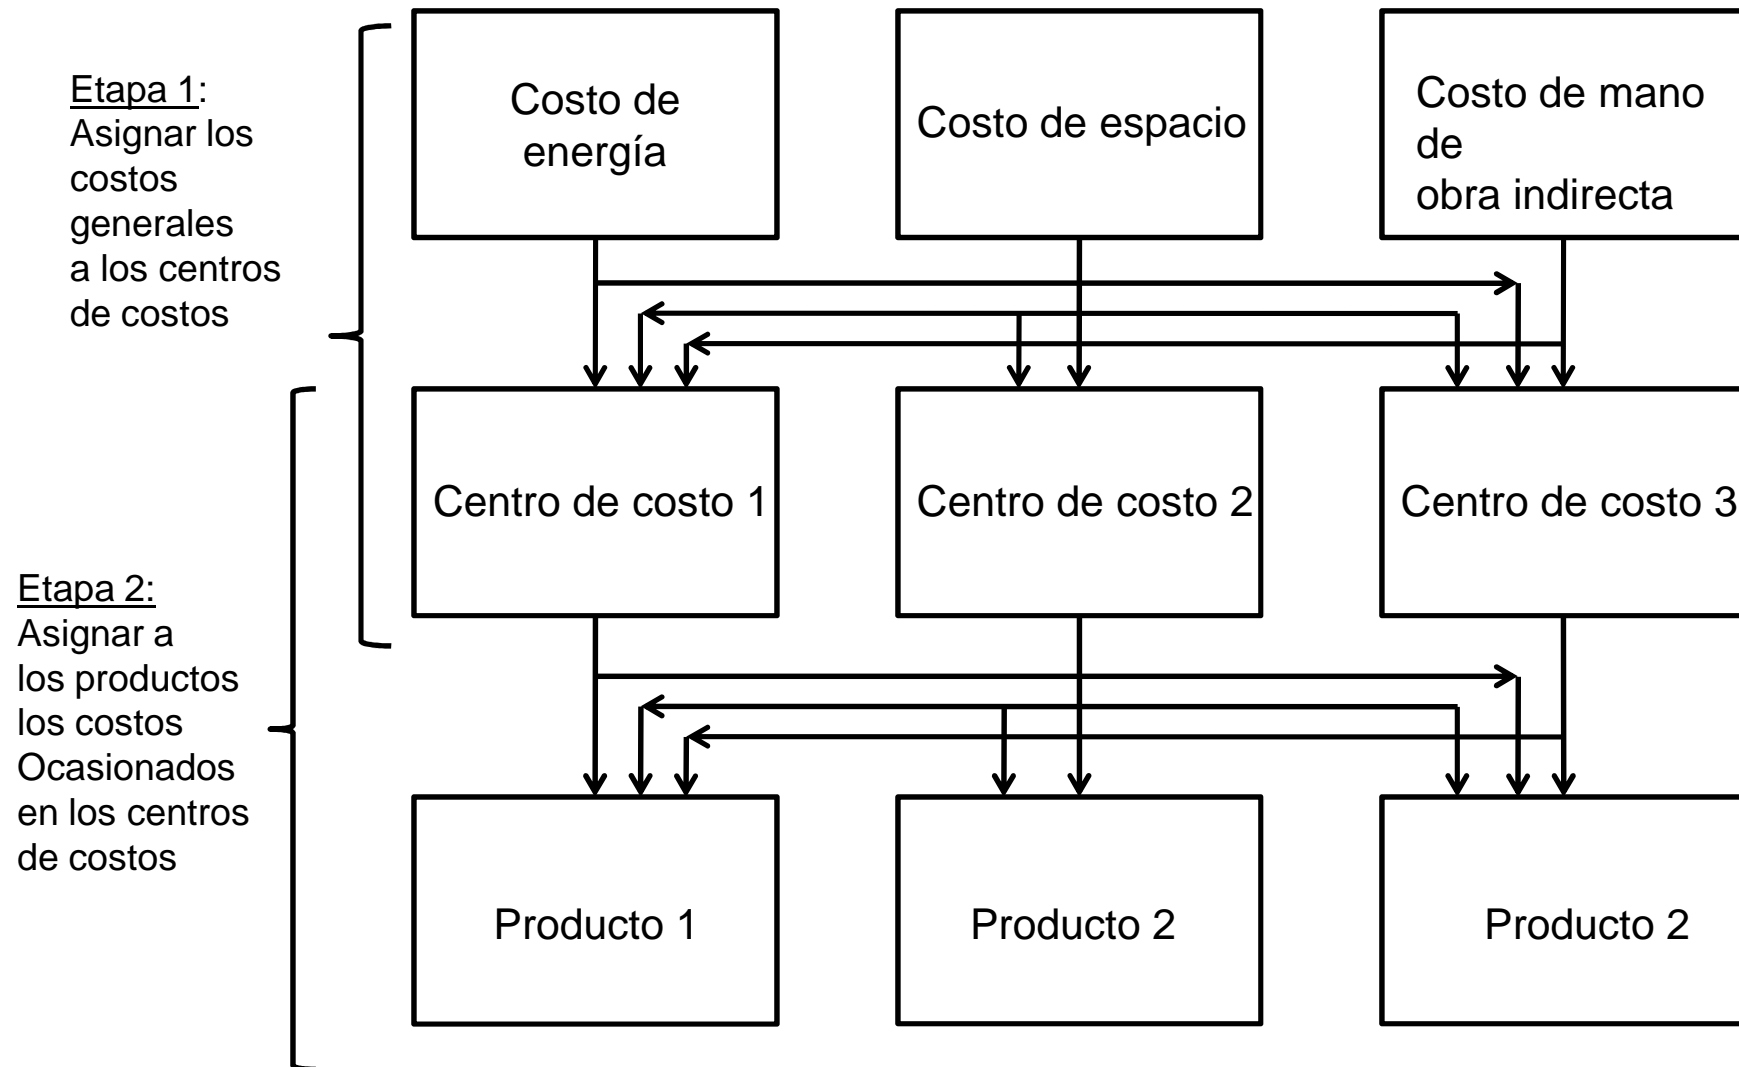 Etapa 1:
Asignar los
costos
generales
a los centros
de costos
Costo de
energía
Costo de espacio
Costo de mano
de
obra indirecta
Centro de costo 1
Centro de costo 2
Centro de costo 3
Etapa 2:
Asignar a
los productos
los costos
Ocasionados
en los centros
de costos
Producto 1
Producto 2
Producto 2